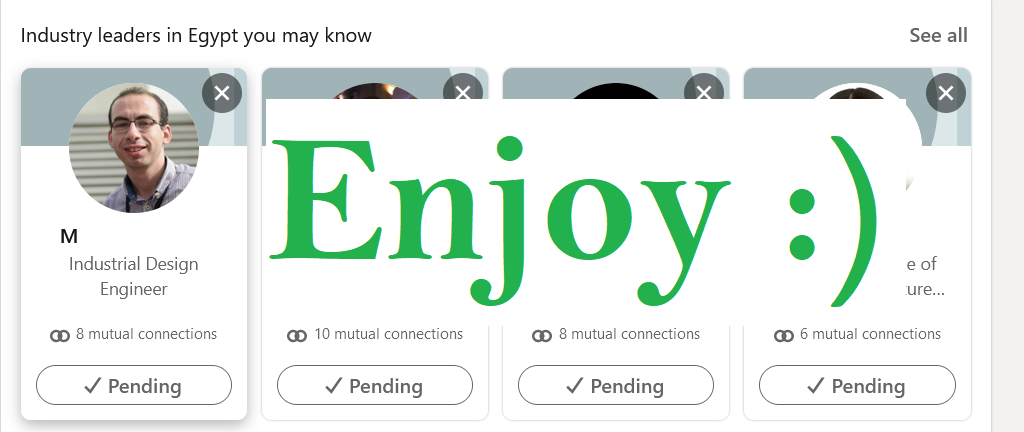 Industry leaders in Egypt you may know
See all
M
Industrial Design
Engineer
8 mutual connections
Pending
10 mutual connections
Pending
8 mutual connections
Pending
e of
ure...
6 mutual connections
Pending
Enjoy :)